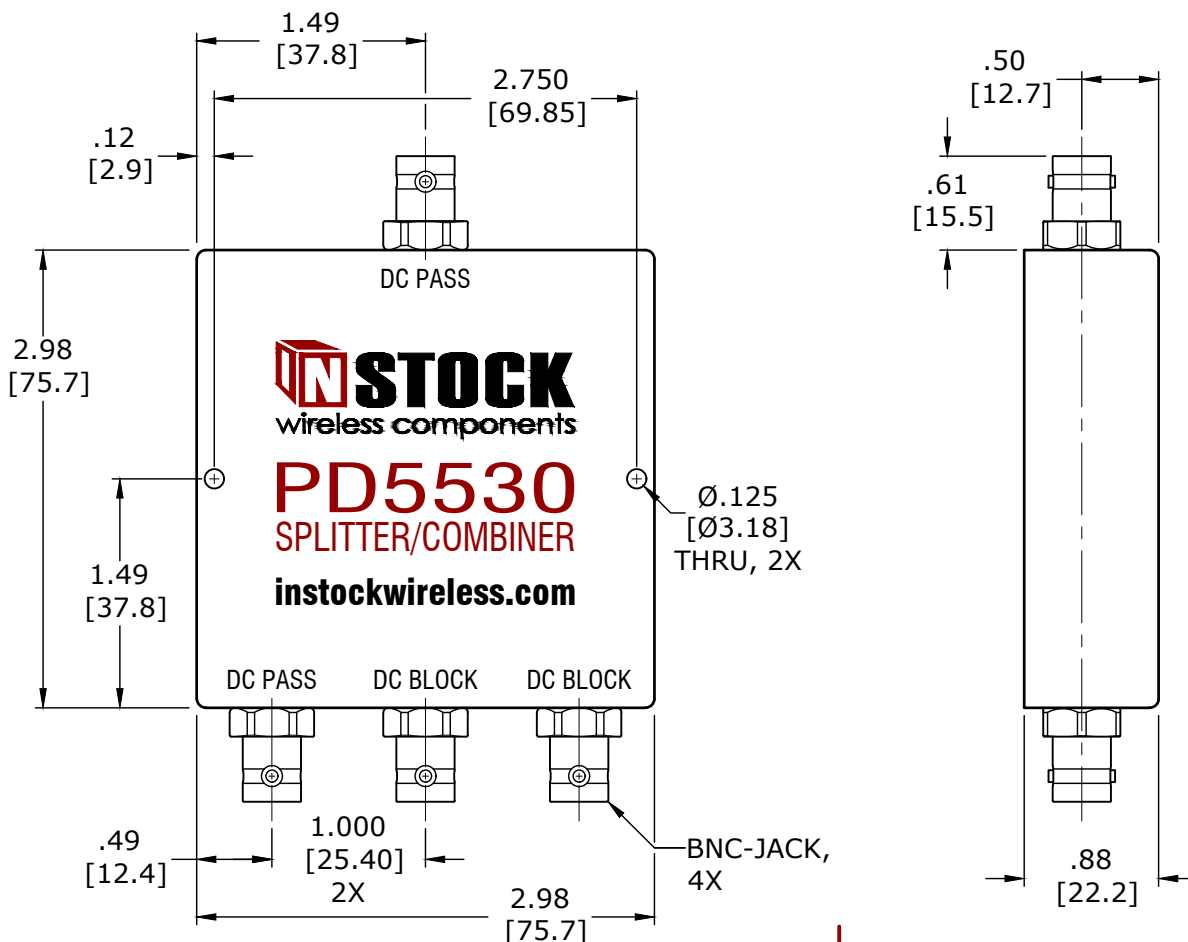 1.49
[37.8]
2.750
[69.85]
.12
[2.9]
.50
[12.7]
.61
[15.5]
DC PASS
2.98
[75.7]
IN STOCK
wireless components
PD5530
SPLITTER/COMBINER
instockwireless.com
Ø.125
[Ø3.18]
THRU, 2X
1.49
[37.8]
DC PASS DC BLOCK DC BLOCK
.49
[12.4]
1.000
[25.40]
2X
BNC-JACK,
4X
2.98
[75.7]
.88
[22.2]